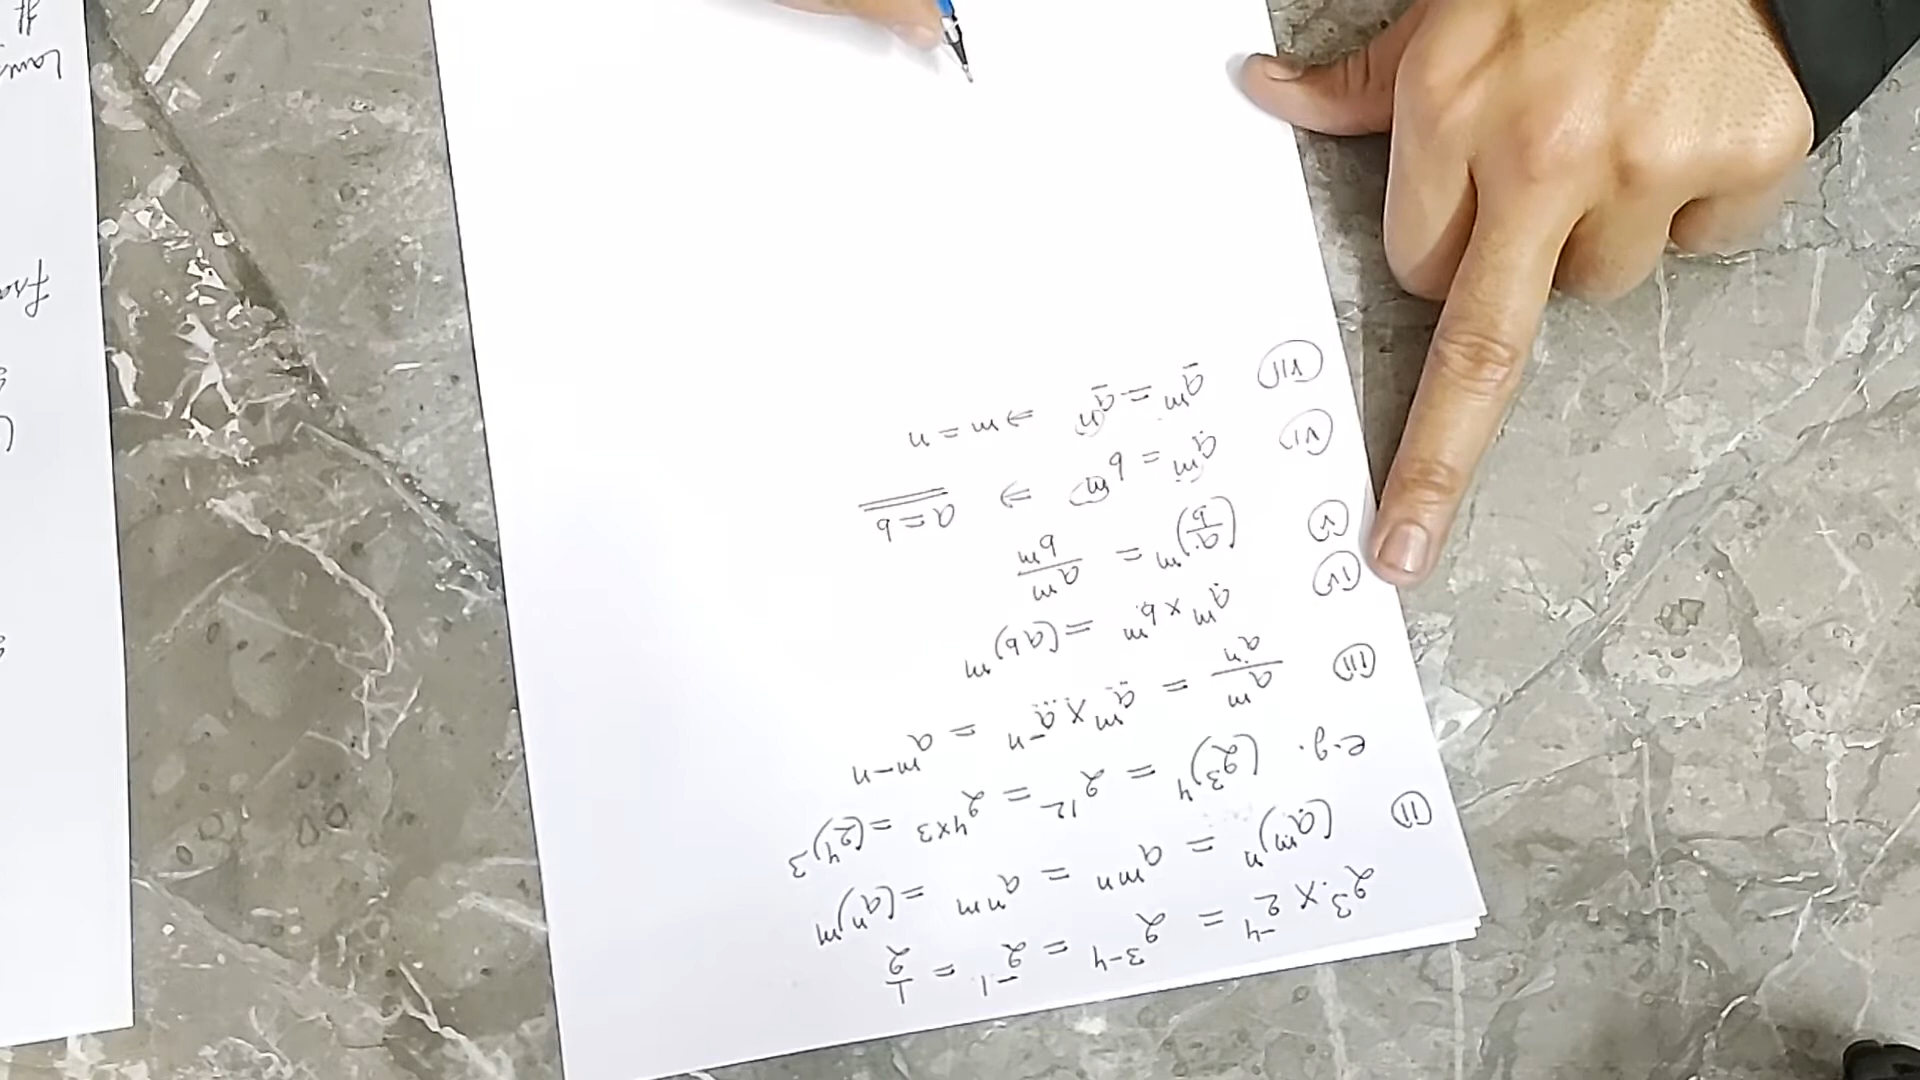 2³ × 2⁻⁴ = 2³⁻⁴ = 2⁻¹ = 1/2
(ii) (aᵐ)ⁿ = aᵐⁿ = aⁿᵐ = (aⁿ)ᵐ
e.g. (2³)⁴ = 2¹² = 2⁴ˣ³ = (2⁴)³
(iii) aᵐ/aⁿ = aᵐ × a⁻ⁿ = aᵐ⁻ⁿ
(iv) aᵐ × bᵐ = (ab)ᵐ
(v) (a/b)ᵐ = aᵐ/bᵐ
(vi) aᵐ = bᵐ ⇒ a = b
(vii) aᵐ = aⁿ ⇒ m = n